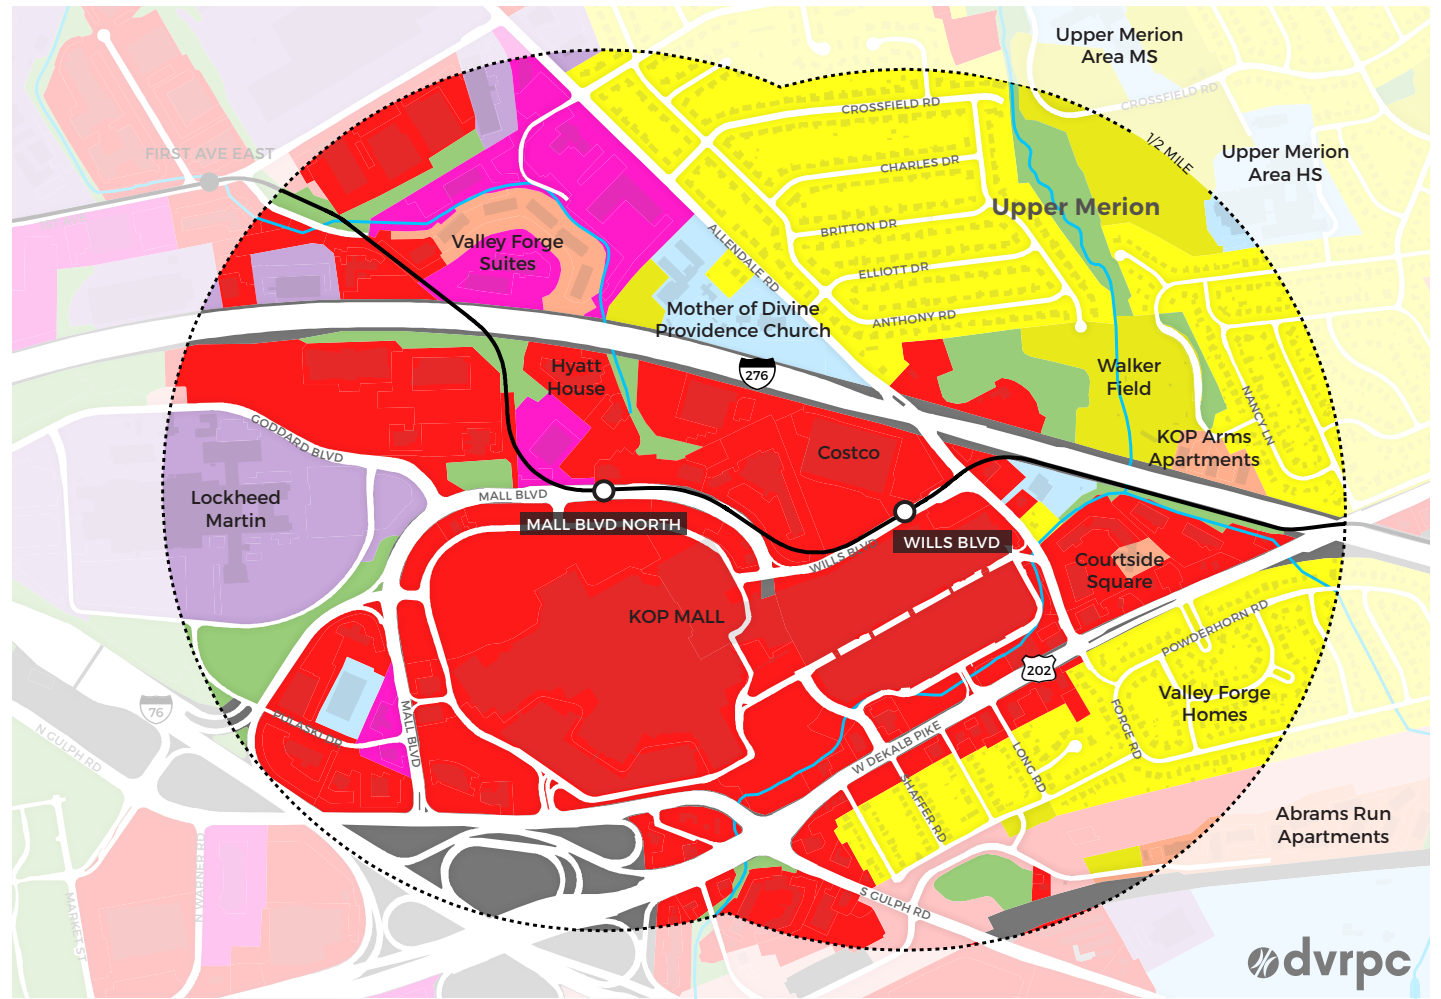 Upper Merion
Area MS
CROSSFIELD RD
CROSSFIELD RD
1/2 MILE
FIRST AVE EAST
Upper Merion
Area HS
CHARLES DR
Upper Merion
BRITTON DR
ALLENDALE RD
Valley Forge
Suites
ELLIOTT DR
Mother of Divine
Providence Church
ANTHONY RD
276
Hyatt
House
Walker
Field
NANCY LN
GODDARD BLVD
KOP Arms
Apartments
Costco
Lockheed
Martin
MALL BLVD
MALL BLVD NORTH
WILLS BLVD
WILLS BLVD
Courtside
Square
KOP MALL
POWDERHORN RD
202
Valley Forge
Homes
76
N GULPH RD
PULASKI DR
MALL BLVD
FORGE RD
W DEKALB PIKE
LONG RD
SHAFFER RD
Abrams Run
Apartments
N WARNER RD
MARKET ST
S GULPH RD
dvrpc